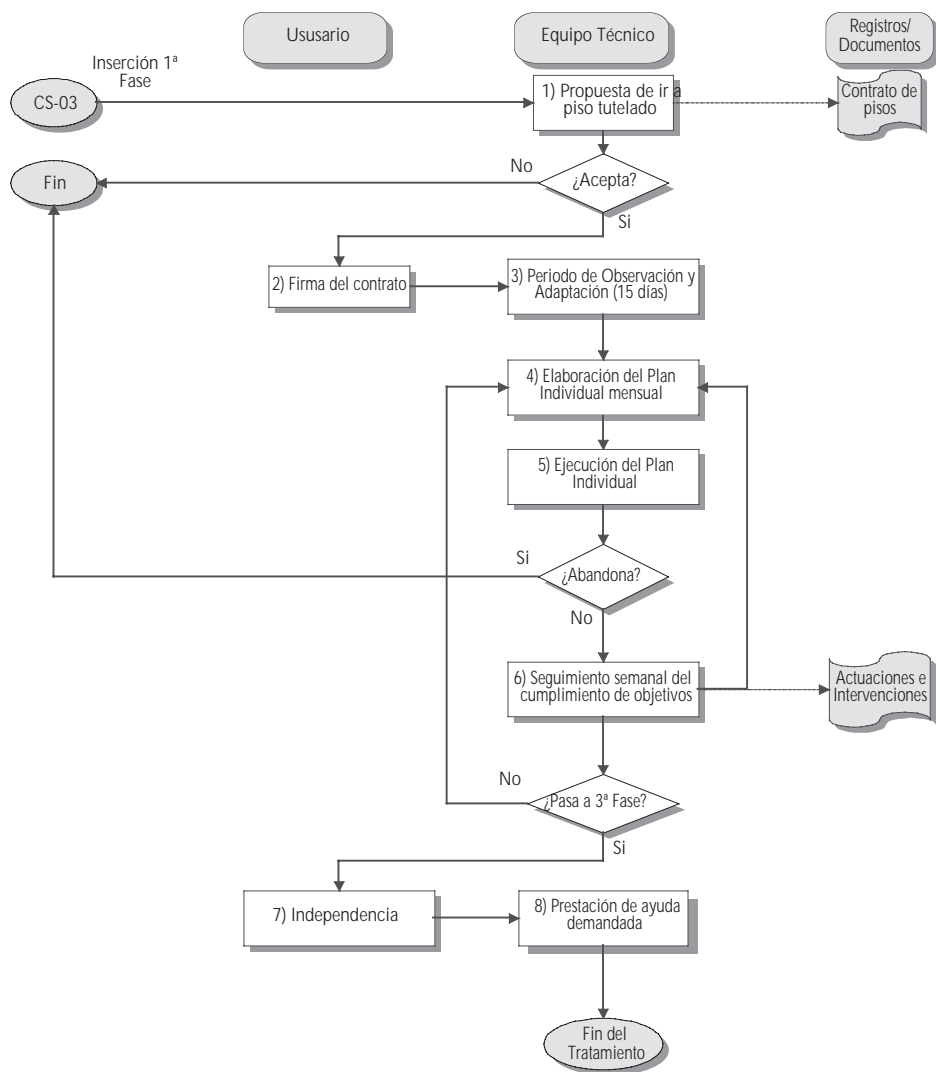 Ususario
Equipo Técnico
Registros/
Documentos
Inserción 1ª
Fase
CS-03
1) Propuesta de ir a
piso tutelado
Contrato de
pisos
No
Fin
¿Acepta?
Si
2) Firma del contrato
3) Periodo de Observación y
Adaptación (15 días)
4) Elaboración del Plan
Individual mensual
5) Ejecución del Plan
Individual
Si
¿Abandona?
No
6) Seguimiento semanal del
cumplimiento de objetivos
Actuaciones e
Intervenciones
No
¿Pasa a 3ª Fase?
Si
7) Independencia
8) Prestación de ayuda
demandada
Fin del
Tratamiento